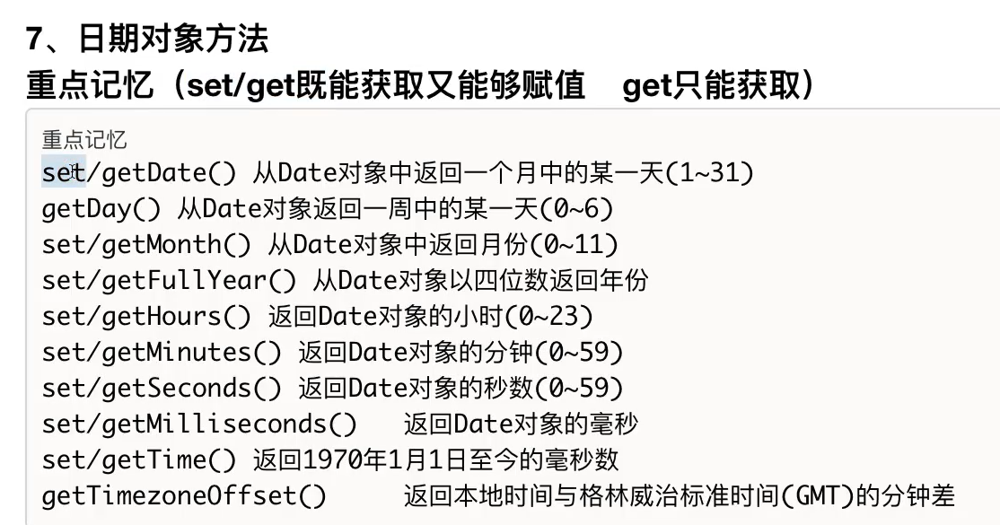 7、日期对象方法
重点记忆（set/get既能获取又能够赋值 get只能获取）
重点记忆
set/getDate() 从Date对象中返回一个月中的某一天(1~31)
getDay() 从Date对象返回一周中的某一天(0~6)
set/getMonth() 从Date对象中返回月份(0~11)
set/getFullYear() 从Date对象以四位数返回年份
set/getHours() 返回Date对象的小时(0~23)
set/getMinutes() 返回Date对象的分钟(0~59)
set/getSeconds() 返回Date对象的秒数(0~59)
set/getMilliseconds() 返回Date对象的毫秒
set/getTime() 返回1970年1月1日至今的毫秒数
getTimezoneOffset() 返回本地时间与格林威治标准时间(GMT)的分钟差